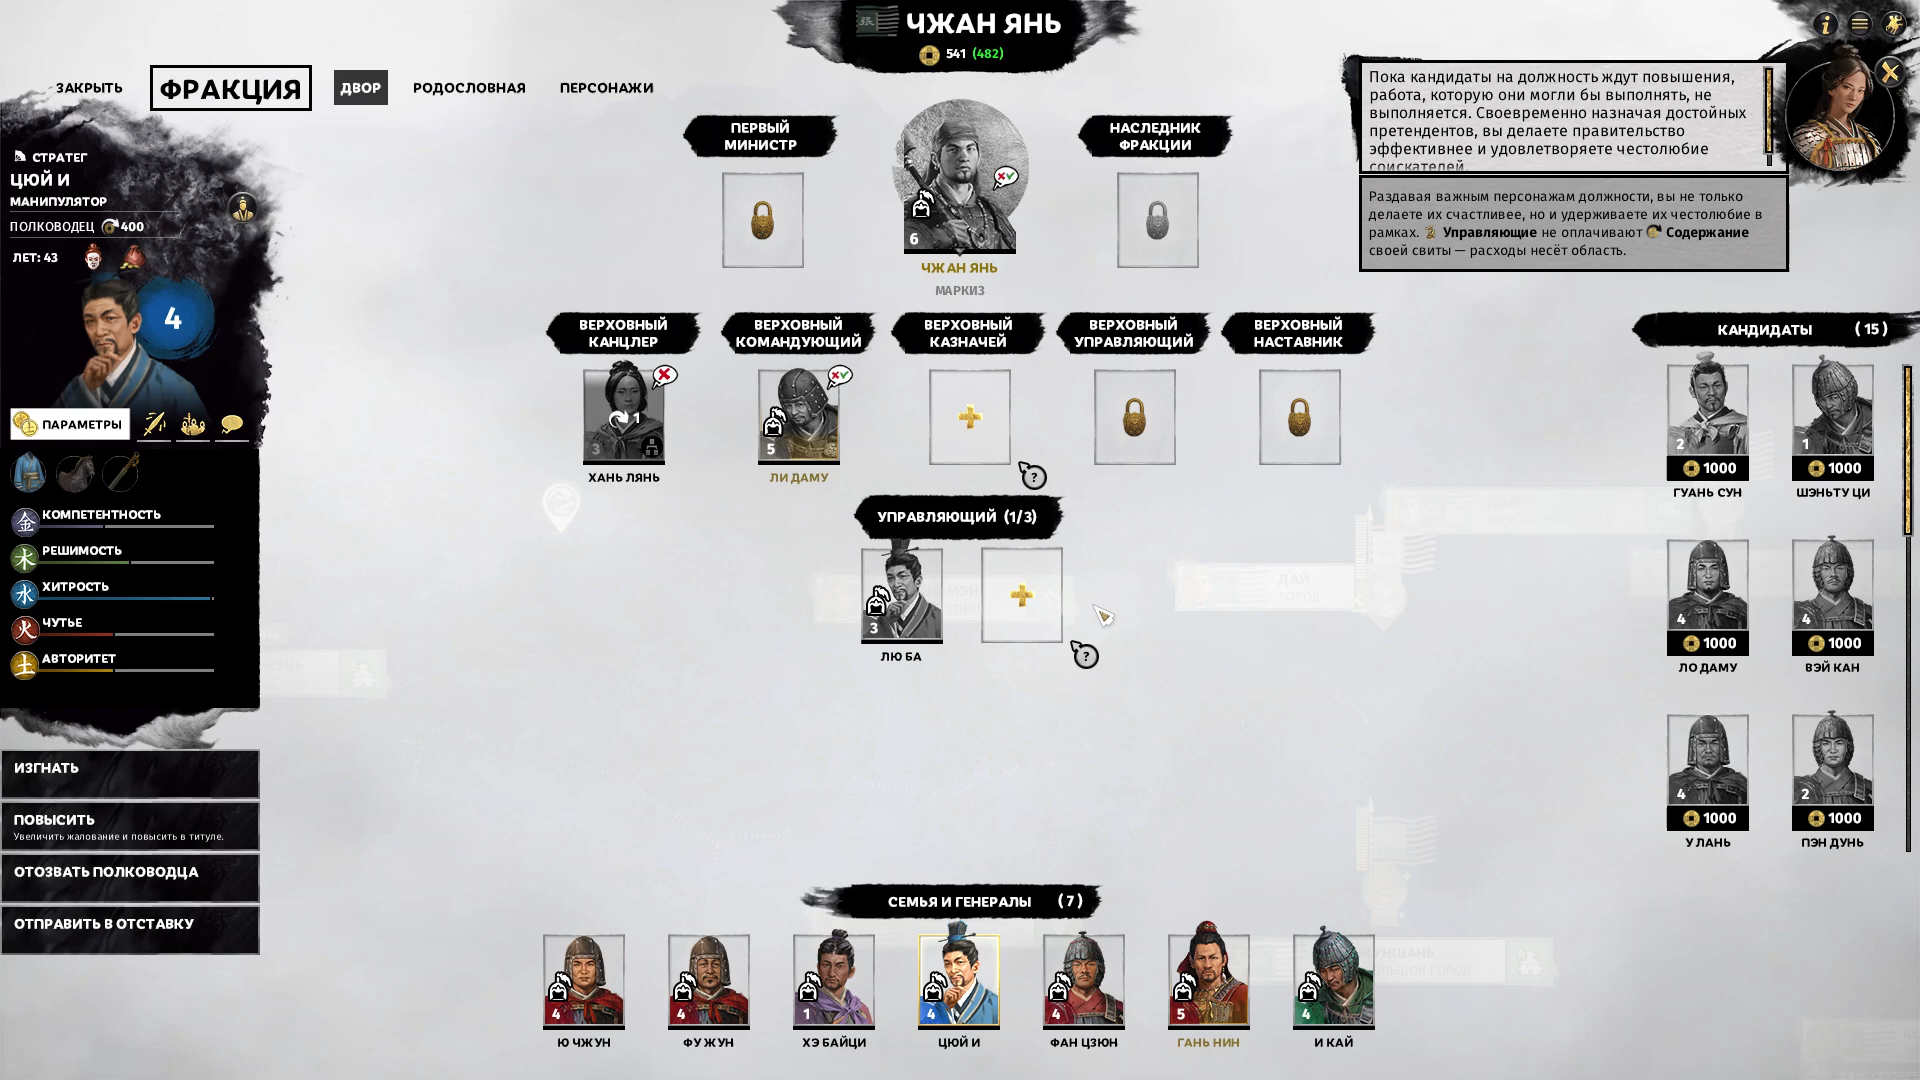 ЧЖАН ЯНЬ
541 (482)
ЗАКРЫТЬ
ФРАКЦИЯ
ДВОР
РОДОСЛОВНАЯ
ПЕРСОНАЖИ
Пока кандидаты на должность ждут повышения,
работа, которую они могли бы выполнять, не
выполняется. Своевременно назначая достойных
претендентов, вы делаете правительство
эффективнее и удовлетворяете честолюбие
соискателей.
Раздавая важным персонажам должности, вы не только
делаете их счастливее, но и удерживаете их честолюбие в
рамках. Управляющие не оплачивают Содержание
своей свиты — расходы несёт область.
СТРАТЕГ
ЦЮЙ И
МАНИПУЛЯТОР
ПОЛКОВОДЕЦ 400
ЛЕТ: 43
4
ПАРАМЕТРЫ
金 КОМПЕТЕНТНОСТЬ
木 РЕШИМОСТЬ
水 ХИТРОСТЬ
火 ЧУТЬЕ
土 АВТОРИТЕТ
ИЗГНАТЬ
ПОВЫСИТЬ
Увеличить жалование и повысить в титуле.
ОТОЗВАТЬ ПОЛКОВОДЦА
ОТПРАВИТЬ В ОТСТАВКУ
ПЕРВЫЙ
МИНИСТР
6
ЧЖАН ЯНЬ
МАРКИЗ
НАСЛЕДНИК
ФРАКЦИИ
ВЕРХОВНЫЙ
КАНЦЛЕР
1
3
ХАНЬ ЛЯНЬ
ВЕРХОВНЫЙ
КОМАНДУЮЩИЙ
5
ЛИ ДАМУ
ВЕРХОВНЫЙ
КАЗНАЧЕЙ
?
ВЕРХОВНЫЙ
УПРАВЛЯЮЩИЙ
ВЕРХОВНЫЙ
НАСТАВНИК
УПРАВЛЯЮЩИЙ (1/3)
3
ЛЮ БА
?
ДАЙ
ГОРОД
КАНДИДАТЫ (15)
2
1000
ГУАНЬ СУН
1
1000
ШЭНЬТУ ЦИ
4
1000
ЛО ДАМУ
4
1000
ВЭЙ КАН
4
1000
У ЛАНЬ
2
1000
ПЭН ДУНЬ
СЕМЬЯ И ГЕНЕРАЛЫ (7)
4
Ю ЧЖУН
4
ФУ ЖУН
1
ХЭ БАЙЦИ
4
ЦЮЙ И
4
ФАН ЦЗЮН
5
ГАНЬ НИН
4
И КАЙ